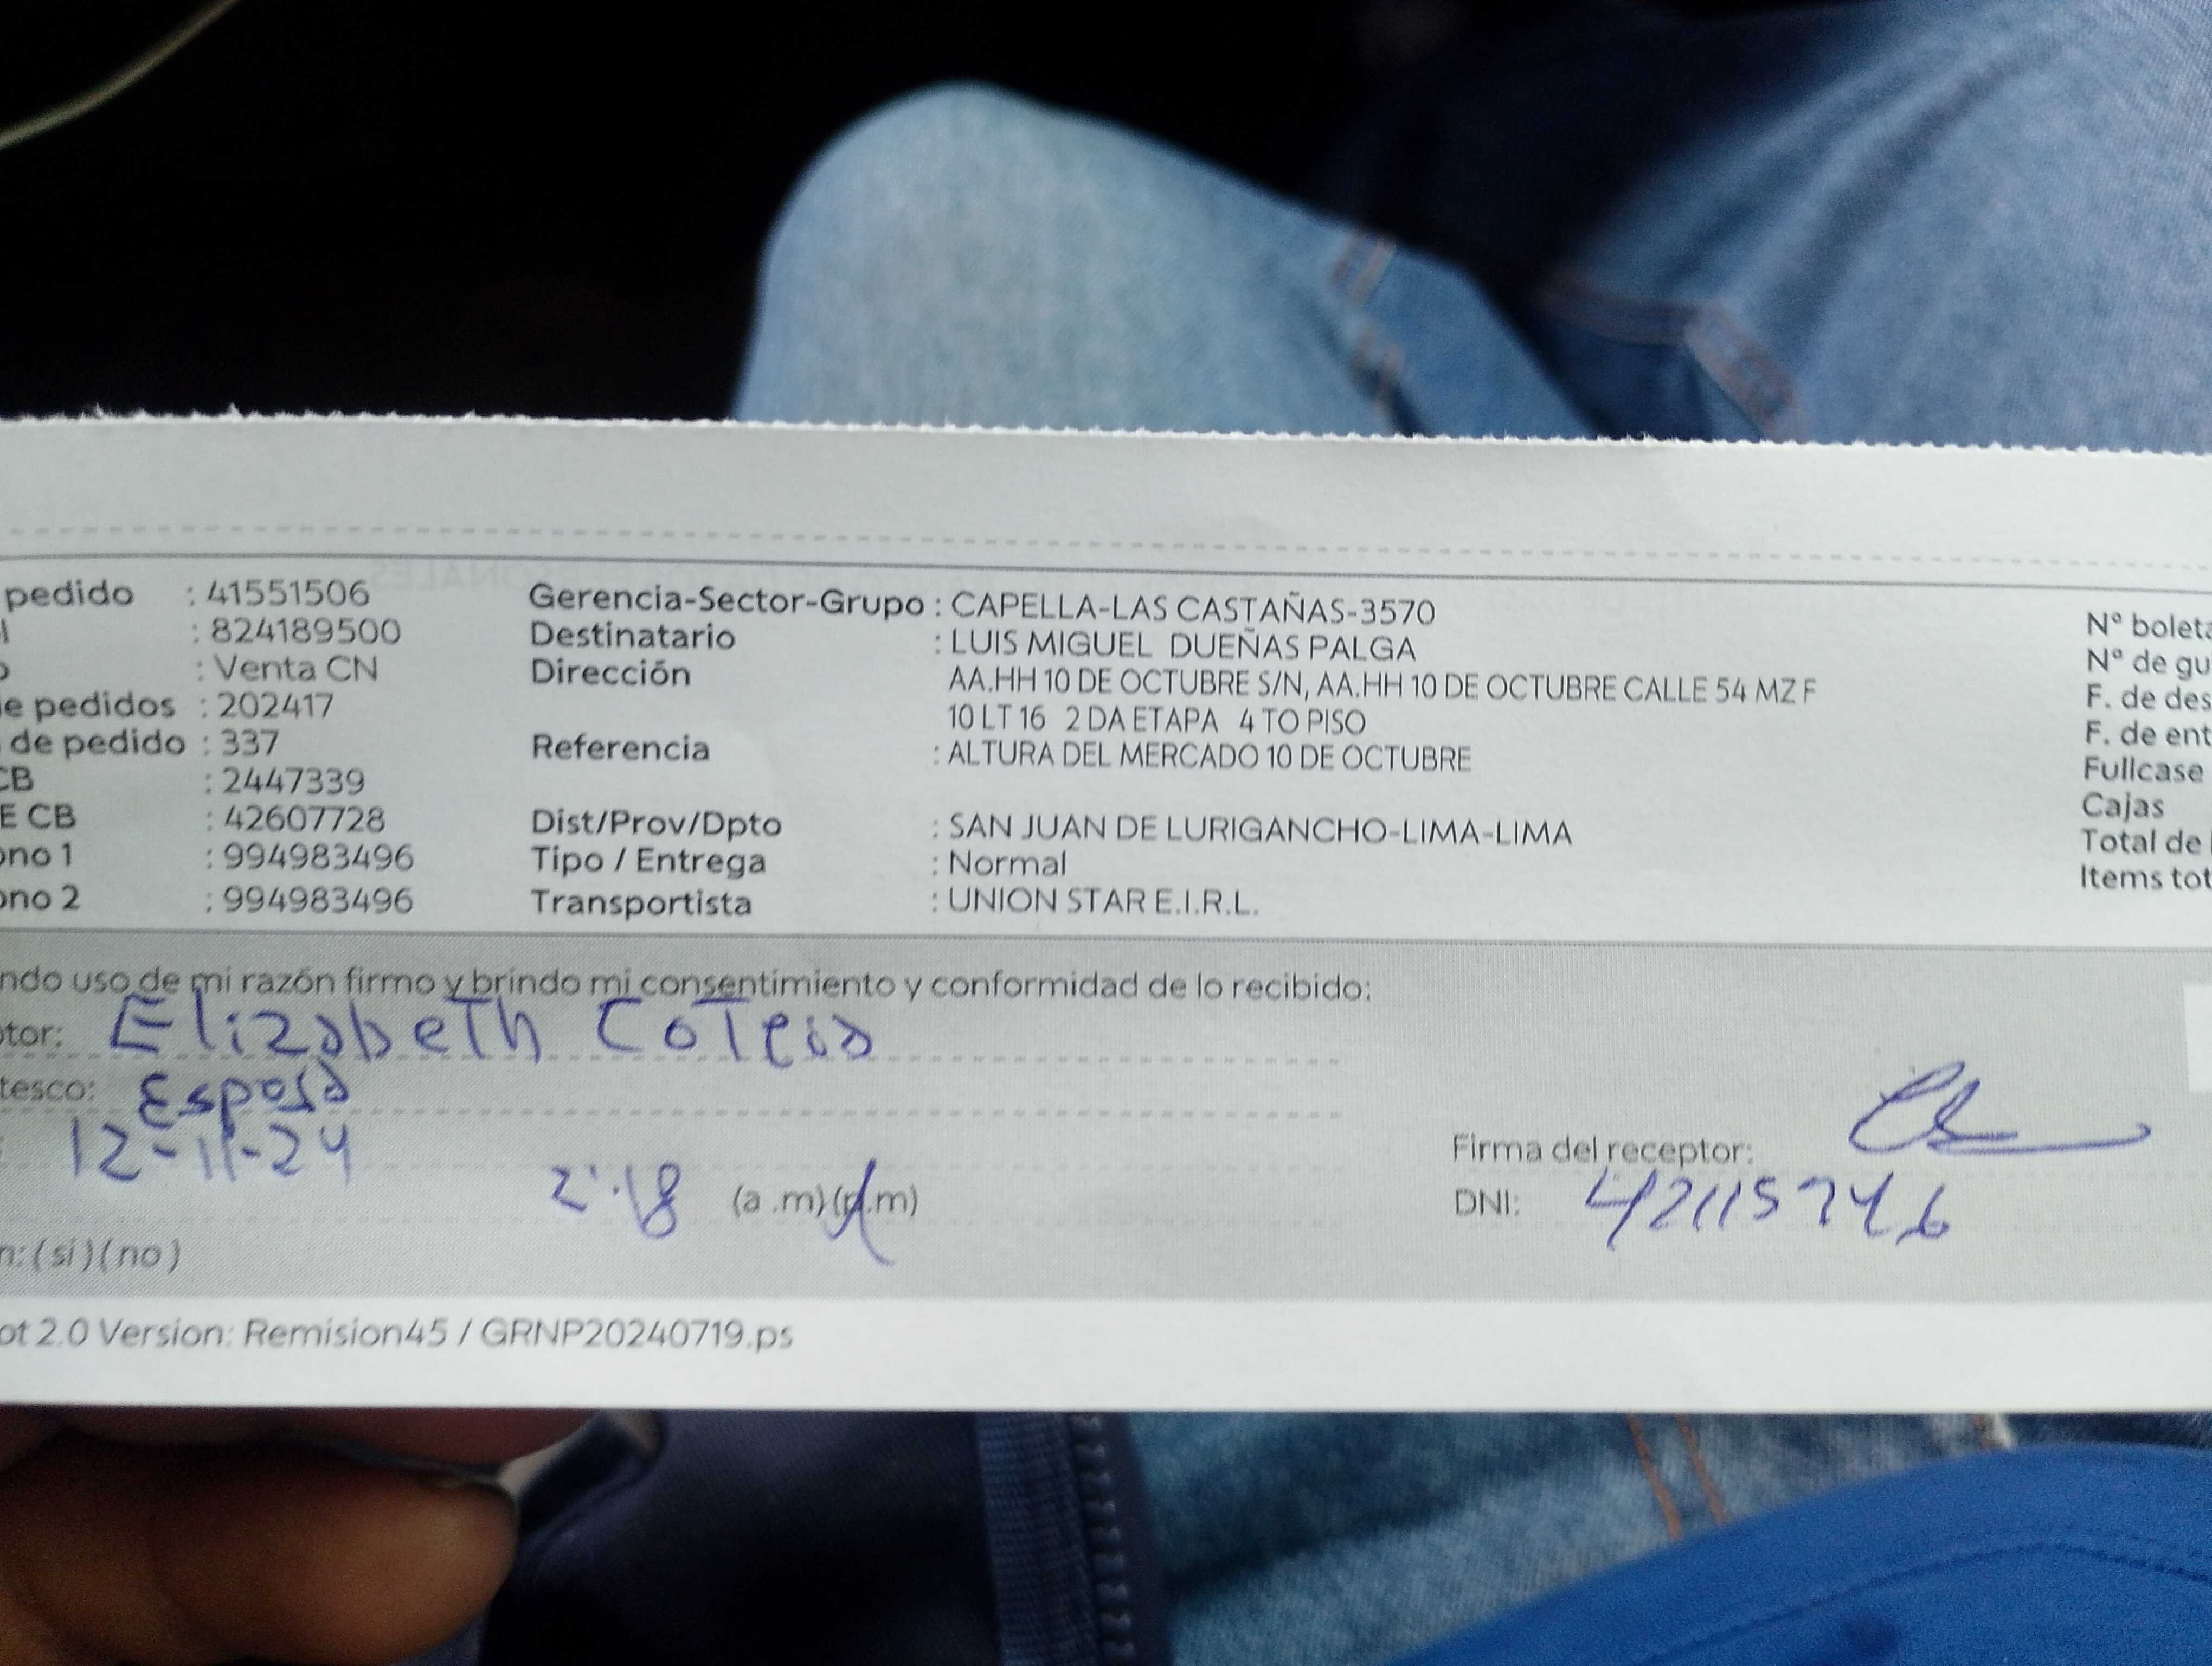 pedido : 41551506 Gerencia-Sector-Grupo : CAPELLA-LAS CASTAÑAS-3570
: 824189500 Destinatario : LUIS MIGUEL DUEÑAS PALGA Nº boleta
: Venta CN Dirección AA.HH 10 DE OCTUBRE S/N, AA.HH 10 DE OCTUBRE CALLE 54 MZ F Nº de gu
e pedidos : 202417 10 LT 16 2 DA ETAPA 4 TO PISO F. de des
de pedido : 337 Referencia : ALTURA DEL MERCADO 10 DE OCTUBRE F. de ent
CB : 2447339 Fullcase
E CB : 42607728 Dist/Prov/Dpto : SAN JUAN DE LURIGANCHO-LIMA-LIMA Cajas
ono 1 : 994983496 Tipo / Entrega : Normal Total de
ono 2 : 994983496 Transportista : UNION STAR E.I.R.L. Items tot
ndo uso de mi razón firmo y brindo mi consentimiento y conformidad de lo recibido:
tor: Elizabeth
tesco: Esposa
12-11-24 Firma del receptor:
2:18 (a .m) (p.m) DNI: 42115746
n: ( si ) ( no )
ot 2.0 Version: Remision45 / GRNP20240719.ps